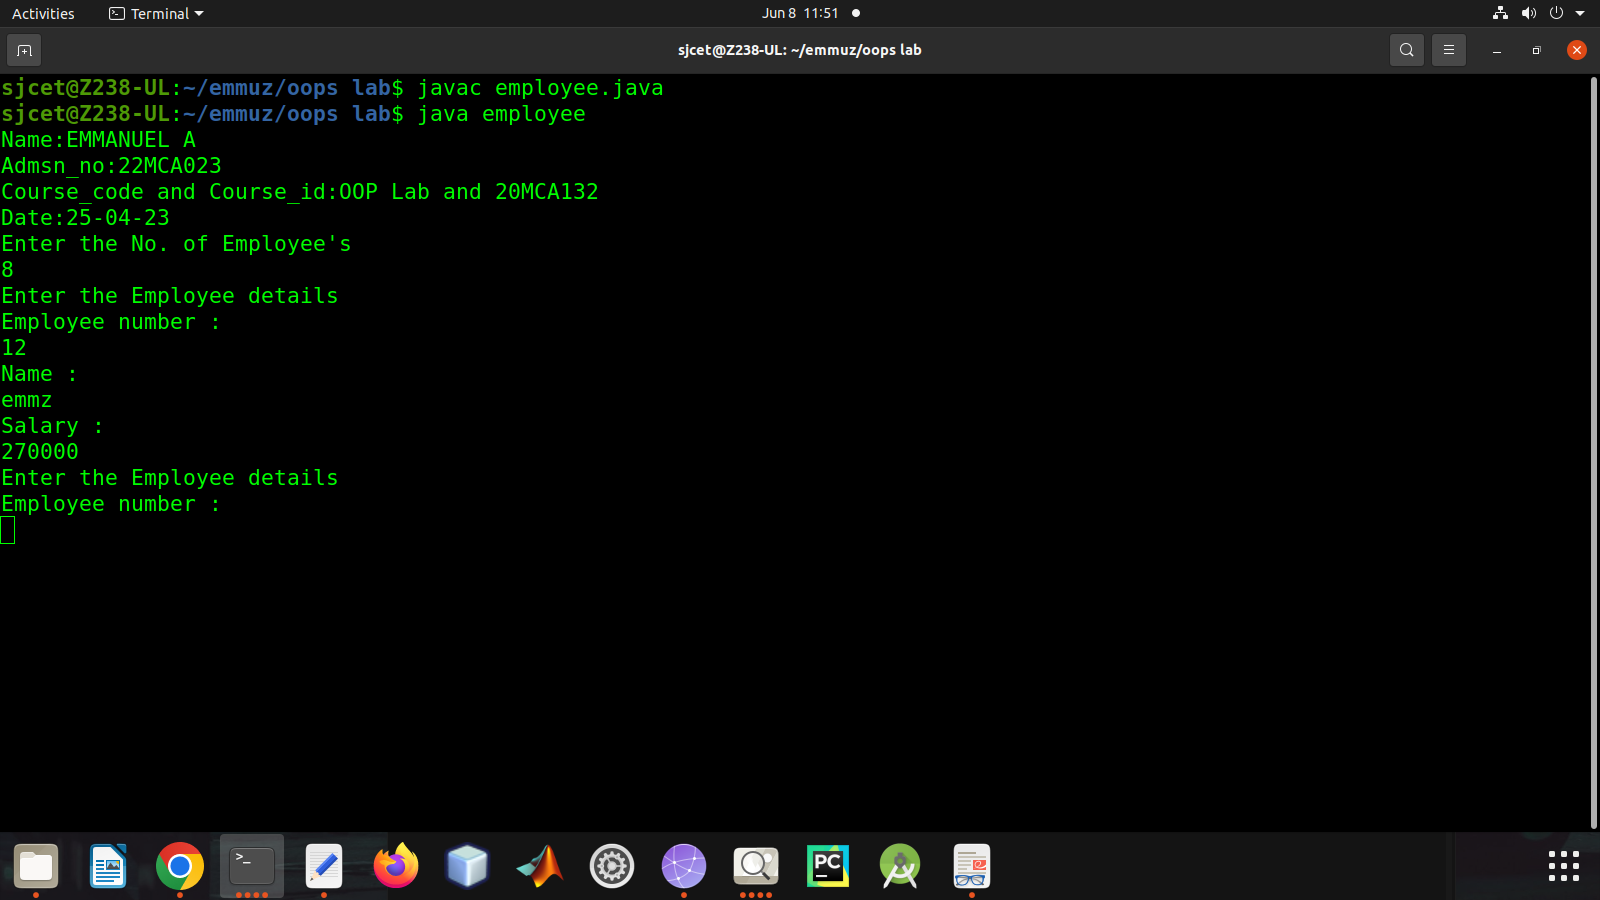 Activities Terminal Jun 8 11:51
sjcet@Z238-UL: ~/emmuz/oops lab
sjcet@Z238-UL:~/emmuz/oops lab$ javac employee.java
sjcet@Z238-UL:~/emmuz/oops lab$ java employee
Name:EMMANUEL A
Admsn_no:22MCA023
Course_code and Course_id:OOP Lab and 20MCA132
Date:25-04-23
Enter the No. of Employee's
8
Enter the Employee details
Employee number :
12
Name :
emmz
Salary :
270000
Enter the Employee details
Employee number :
>_
PC